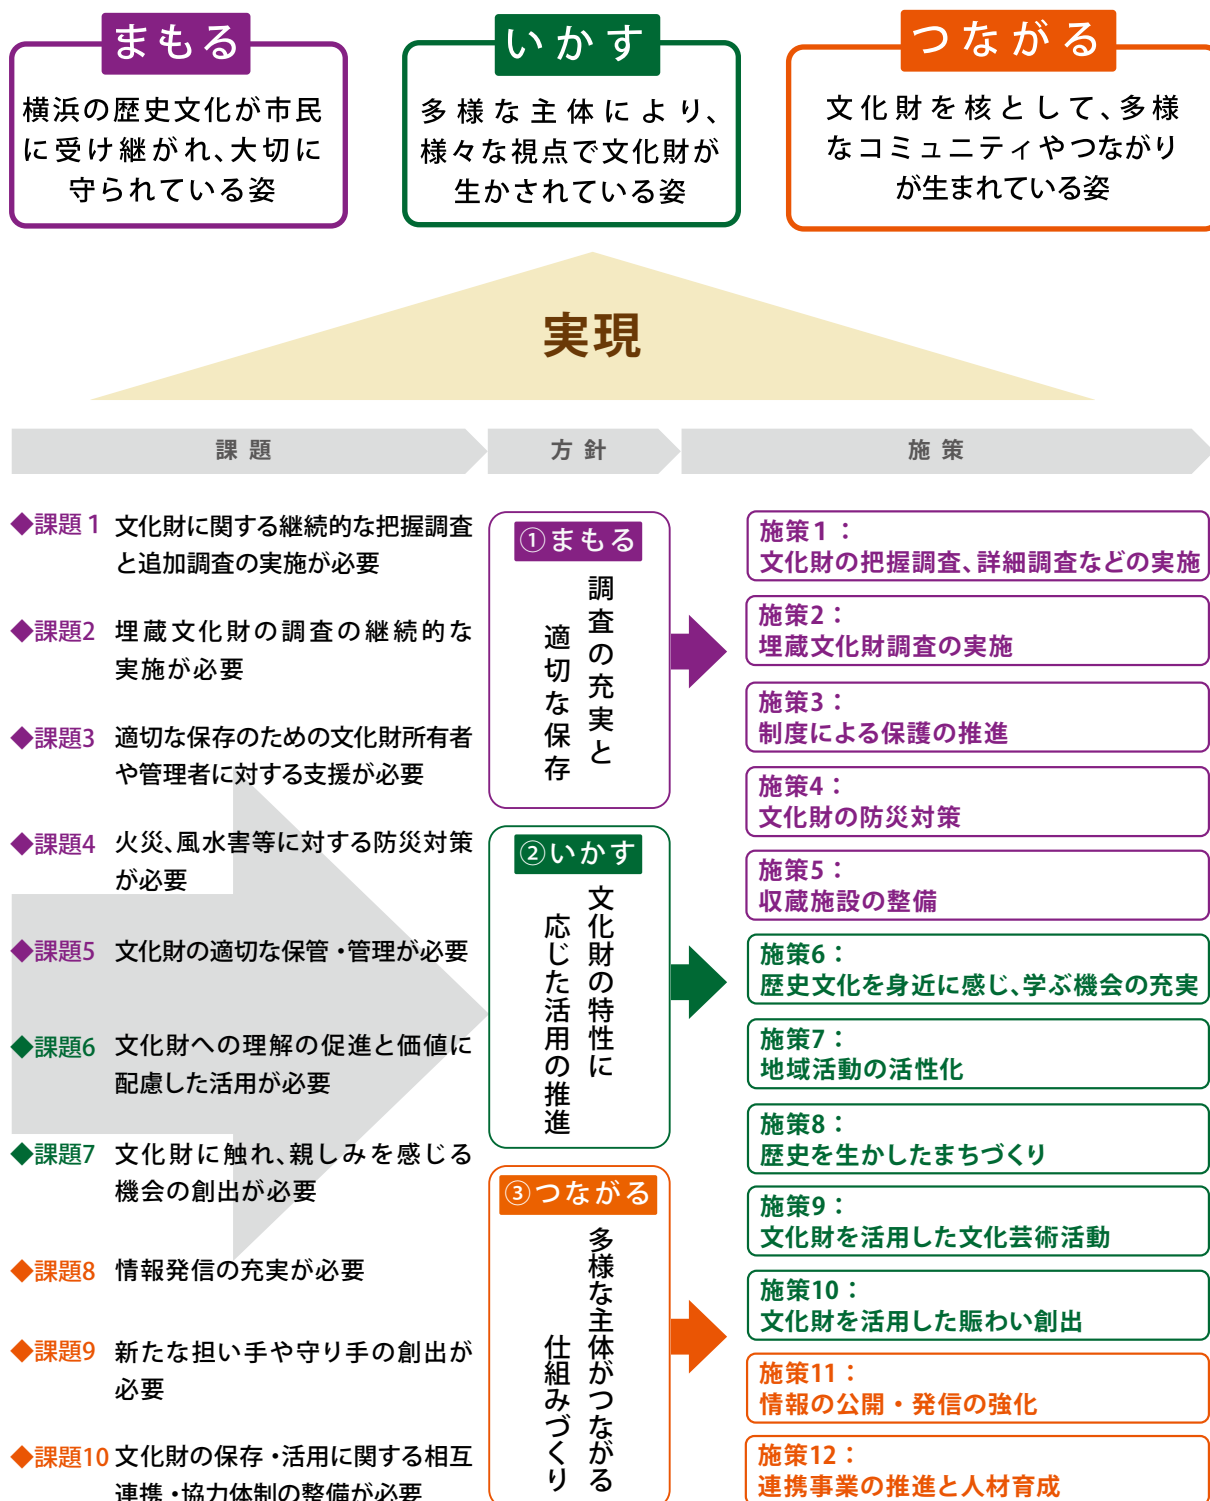 まもる
横浜の歴史文化が市民
に受け継がれ、大切に
守られている姿
いかす
多様な主体により、
様々な視点で文化財が
生かされている姿
つながる
文化財を核として、多様
なコミュニティやつながり
が生まれている姿
実現
課題
方針
施策
◆課題1 文化財に関する継続的な把握調査
と追加調査の実施が必要
◆課題2 埋蔵文化財の調査の継続的な
実施が必要
◆課題3 適切な保存のための文化財所有者
や管理者に対する支援が必要
◆課題4 火災、風水害等に対する防災対策
が必要
◆課題5 文化財の適切な保管・管理が必要
◆課題6 文化財への理解の促進と価値に
配慮した活用が必要
◆課題7 文化財に触れ、親しみを感じる
機会の創出が必要
◆課題8 情報発信の充実が必要
◆課題9 新たな担い手や守り手の創出が
必要
◆課題10 文化財の保存・活用に関する相互
連携・協力体制の整備が必要
①まもる
調査の充実と
適切な保存
②いかす
文化財の特性に
応じた活用の推進
③つながる
多様な主体がつながる
仕組みづくり
施策1：
文化財の把握調査、詳細調査などの実施
施策2：
埋蔵文化財調査の実施
施策3：
制度による保護の推進
施策4：
文化財の防災対策
施策5：
収蔵施設の整備
施策6：
歴史文化を身近に感じ、学ぶ機会の充実
施策7：
地域活動の活性化
施策8：
歴史を生かしたまちづくり
施策9：
文化財を活用した文化芸術活動
施策10：
文化財を活用した賑わい創出
施策11：
情報の公開・発信の強化
施策12：
連携事業の推進と人材育成